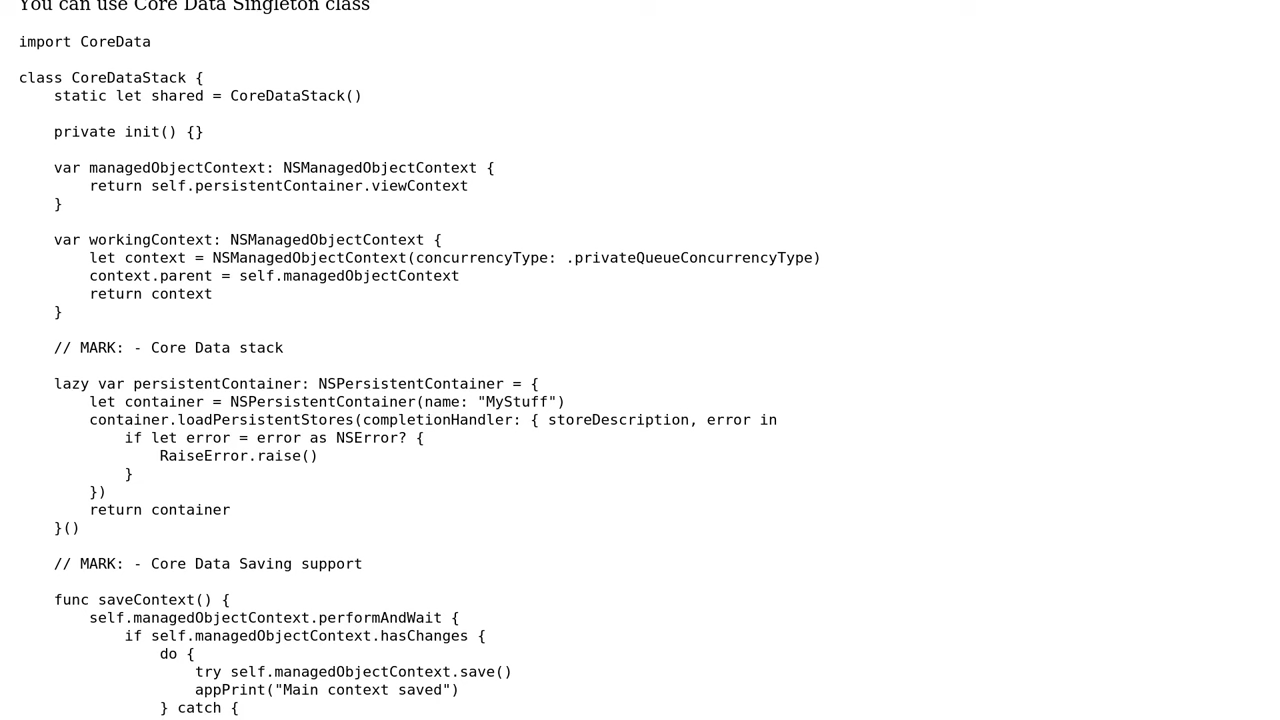 You can use Core Data Singleton class
import CoreData
class CoreDataStack {
    static let shared = CoreDataStack()
    private init() {}
    var managedObjectContext: NSManagedObjectContext {
        return self.persistentContainer.viewContext
    }
    var workingContext: NSManagedObjectContext {
        let context = NSManagedObjectContext(concurrencyType: .privateQueueConcurrencyType)
        context.parent = self.managedObjectContext
        return context
    }
    // MARK: - Core Data stack
    lazy var persistentContainer: NSPersistentContainer = {
        let container = NSPersistentContainer(name: "MyStuff")
        container.loadPersistentStores(completionHandler: { storeDescription, error in
            if let error = error as NSError? {
                RaiseError.raise()
            }
        })
        return container
    }()
    // MARK: - Core Data Saving support
    func saveContext() {
        self.managedObjectContext.performAndWait {
            if self.managedObjectContext.hasChanges {
                do {
                    try self.managedObjectContext.save()
                    appPrint("Main context saved")
                } catch {